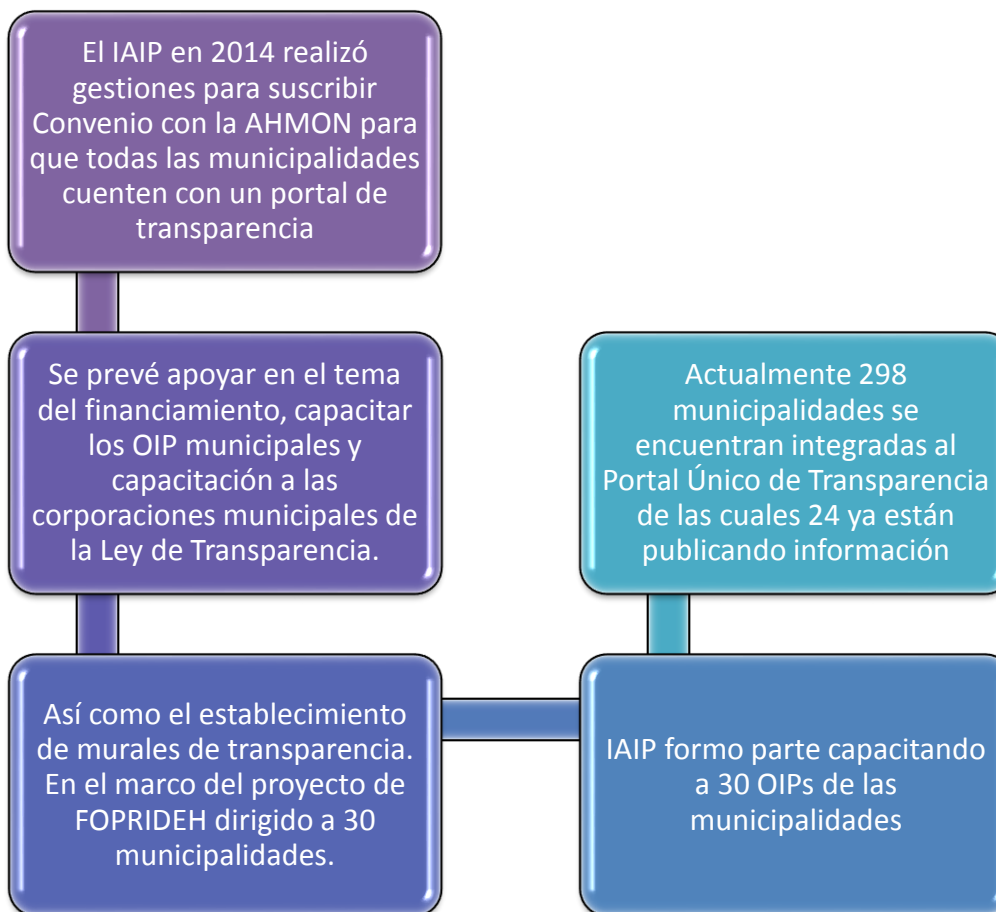 El IAIP en 2014 realizó
gestiones para suscribir
Convenio con la AHMON para
que todas las municipalidades
cuenten con un portal de
transparencia
Se prevé apoyar en el tema
del financiamiento, capacitar
los OIP municipales y
capacitación a las
corporaciones municipales de
la Ley de Transparencia.
Así como el establecimiento
de murales de transparencia.
En el marco del proyecto de
FOPRIDEH dirigido a 30
municipalidades.
IAIP formo parte capacitando
a 30 OIPs de las
municipalidades
Actualmente 298
municipalidades se
encuentran integradas al
Portal Único de Transparencia
de las cuales 24 ya están
publicando información